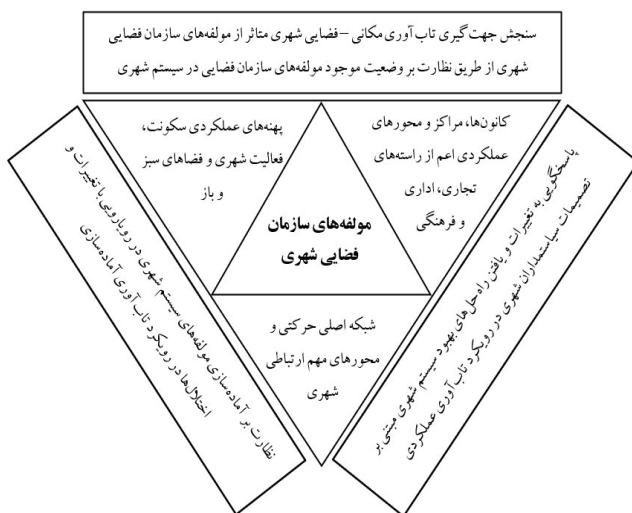 سنجش جهت‌گیری تاب آوری مکانی – فضایی شهری متاثر از مولفه‌های سازمان فضایی
شهری از طریق نظارت بر وضعیت موجود مولفه‌های سازمان فضایی در سیستم شهری
کانون‌ها، مراکز و محورهای
عملکردی اعم از راسته‌های
تجاری، اداری
و فرهنگی
پهنه‌های عملکردی سکونت،
فعالیت شهری و فضاهای سبز
و باز
مولفه‌های سازمان
فضایی شهری
شبکه اصلی حرکتی و
محورهای مهم ارتباطی
شهری
پاسخگویی به تغییرات و یافتن راه‌حل‌های بهبود سیستم شهری مبتنی بر
تصمیمات سیاستمداران شهری در رویکرد تاب آوری عملکردی
نظارت بر آماده‌سازی مولفه‌های سیستم شهری در رویارویی با تغییرات و
اختلال‌ها در رویکرد تاب آوری آماده‌سازی